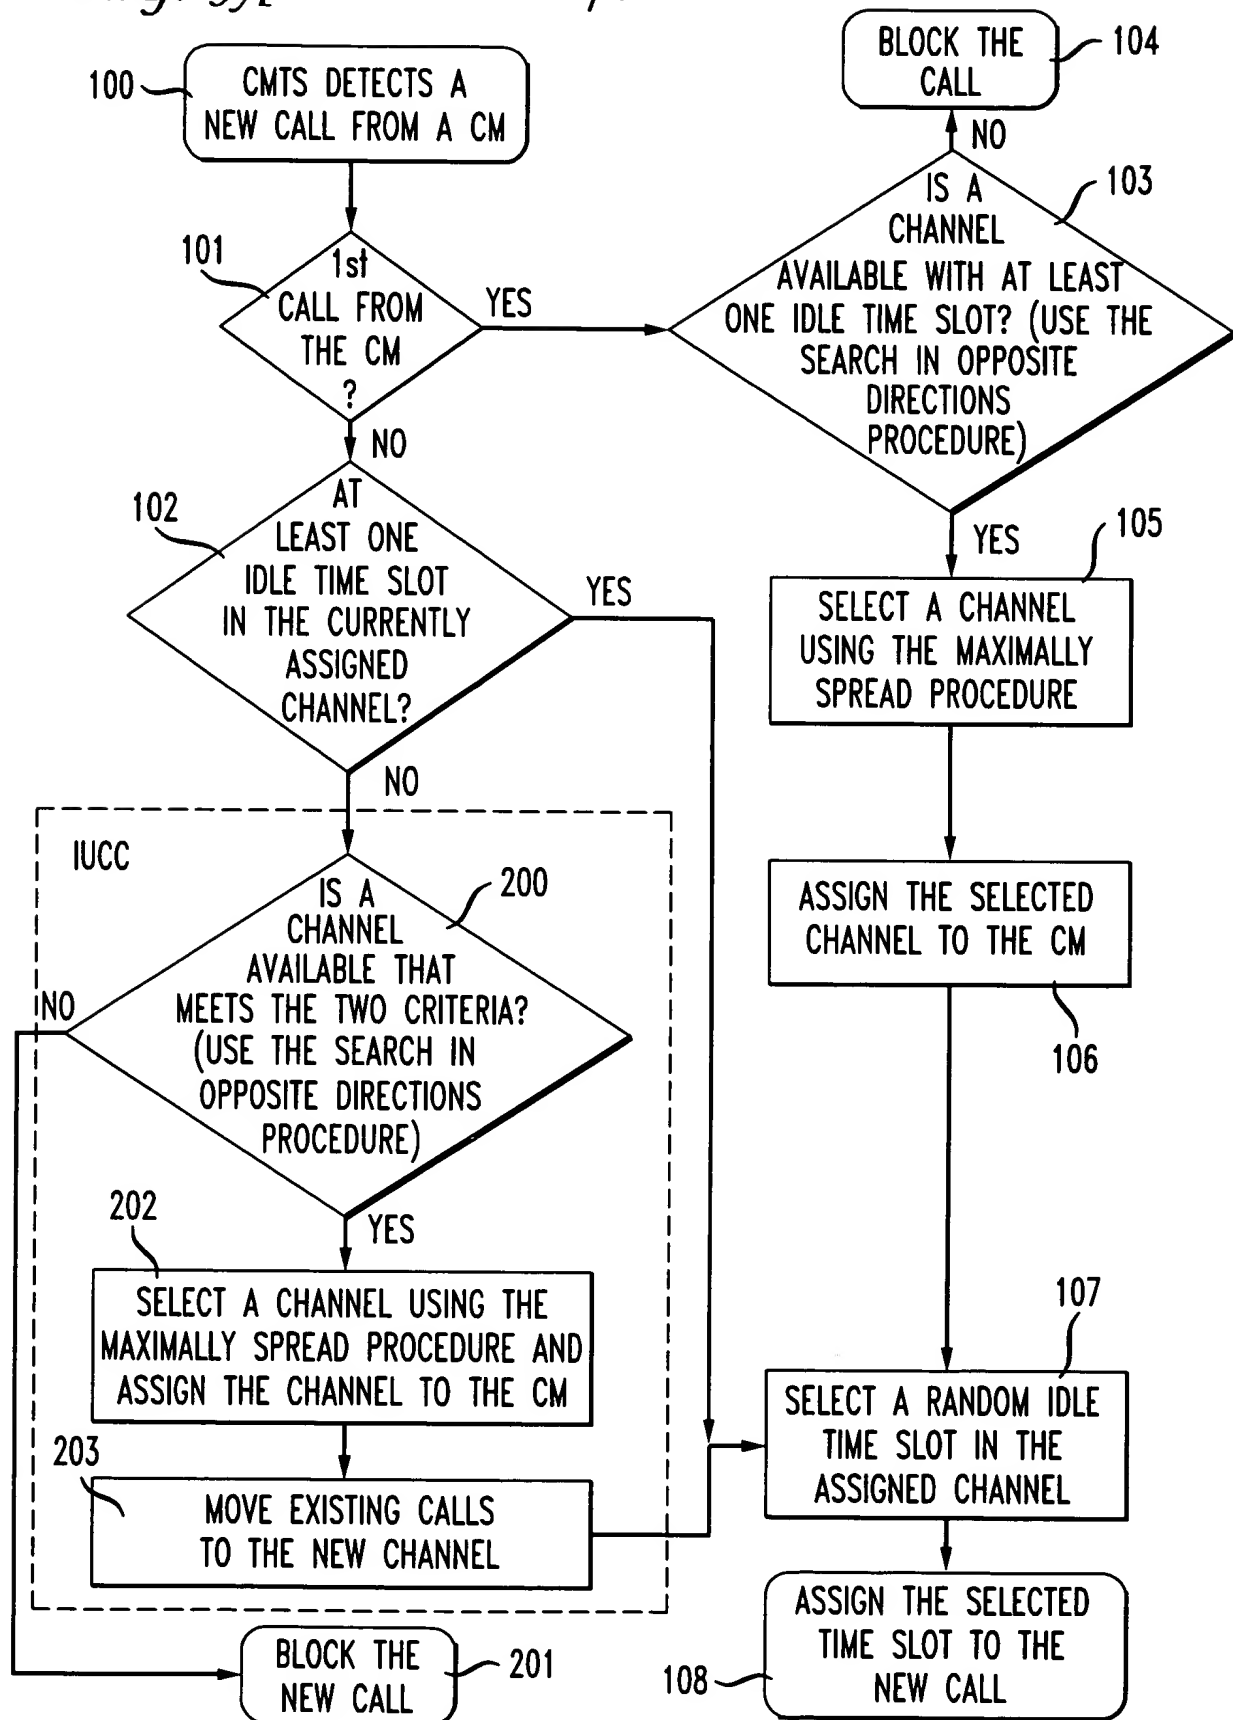 100
CMTS DETECTS A
NEW CALL FROM A CM
BLOCK THE
CALL
104
NO
101
1st
CALL FROM
THE CM
?
YES
NO
103
IS A
CHANNEL
AVAILABLE WITH AT LEAST
ONE IDLE TIME SLOT? (USE THE
SEARCH IN OPPOSITE
DIRECTIONS
PROCEDURE)
YES
102
AT
LEAST ONE
IDLE TIME SLOT
IN THE CURRENTLY
ASSIGNED
CHANNEL?
YES
NO
105
SELECT A CHANNEL
USING THE MAXIMALLY
SPREAD PROCEDURE
ASSIGN THE SELECTED
CHANNEL TO THE CM
106
IUCC
200
IS A
CHANNEL
AVAILABLE THAT
MEETS THE TWO CRITERIA?
(USE THE SEARCH IN
OPPOSITE DIRECTIONS
PROCEDURE)
NO
YES
202
SELECT A CHANNEL USING THE
MAXIMALLY SPREAD PROCEDURE AND
ASSIGN THE CHANNEL TO THE CM
203
MOVE EXISTING CALLS
TO THE NEW CHANNEL
107
SELECT A RANDOM IDLE
TIME SLOT IN THE
ASSIGNED CHANNEL
BLOCK THE
NEW CALL
201
108
ASSIGN THE SELECTED
TIME SLOT TO THE
NEW CALL